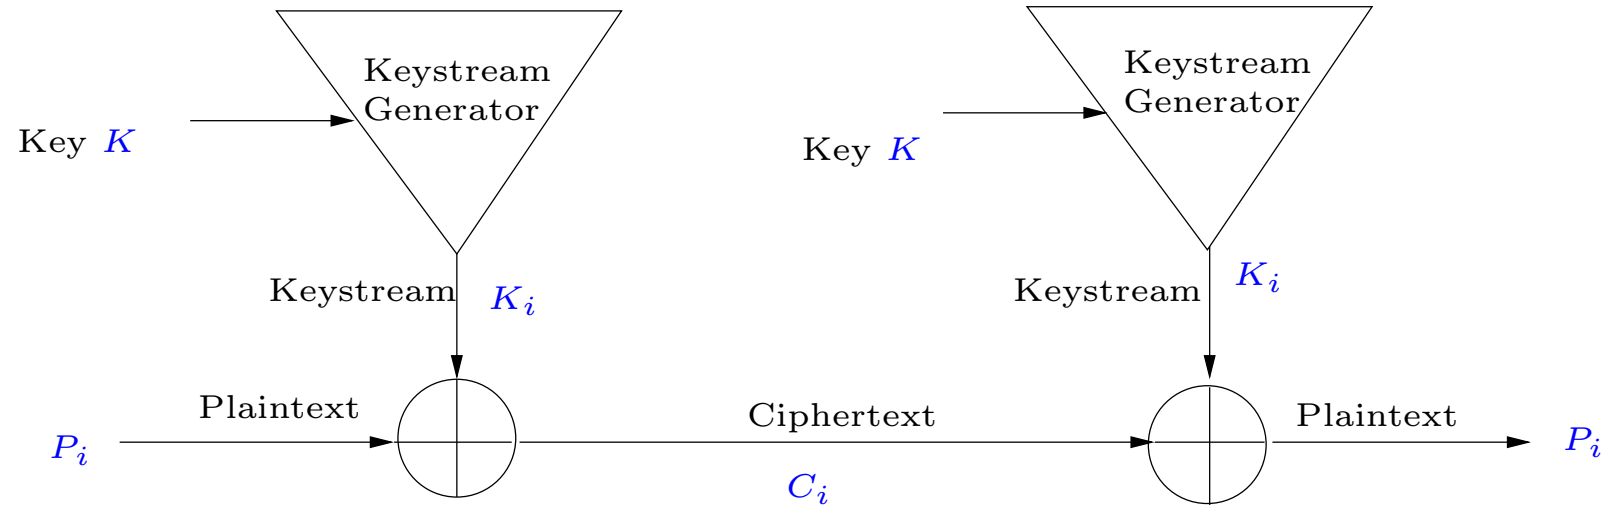 Keystream
Generator
Key K
Keystream K_i
Plaintext
P_i
Ciphertext
C_i
Keystream
Generator
Key K
Keystream K_i
Plaintext
P_i